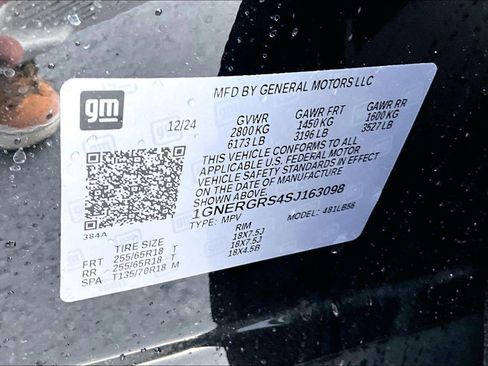 gm
MFD BY GENERAL MOTORS LLC
12/24
GVWR GAWR FRT GAWR RR
2800 KG 1450 KG 1600 KG
6173 LB 3196 LB 3527 LB
THIS VEHICLE CONFORMS TO ALL
APPLICABLE U.S. FEDERAL MOTOR
VEHICLE SAFETY STANDARDS IN EFFECT
ON THE DATE OF MANUFACTURE
SHOWN ABOVE.
1GNERGRS4SJ163098
TYPE: MPV MODEL: 481LB56
384A
TIRE SIZE RIM
FRT 255/65R18 T 18X7.5J
RR 255/65R18 T 18X7.5J
SPA T135/70R18 M 18X4.5B